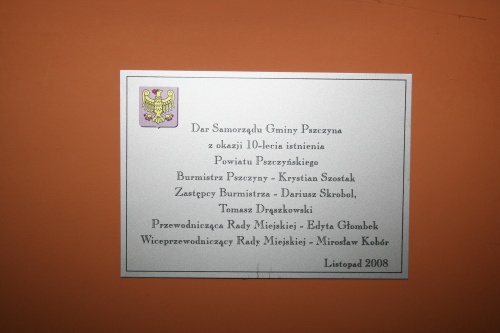 Dar Samorządu Gminy Pszczyna
z okazji 10-lecia istnienia
Powiatu Pszczyńskiego
Burmistrz Pszczyny - Krystian Szostak
Zastępcy Burmistrza - Dariusz Skrobol,
Tomasz Drąszkowski
Przewodnicząca Rady Miejskiej - Edyta Głombek
Wiceprzewodniczący Rady Miejskiej - Mirosław Kobór
Listopad 2008